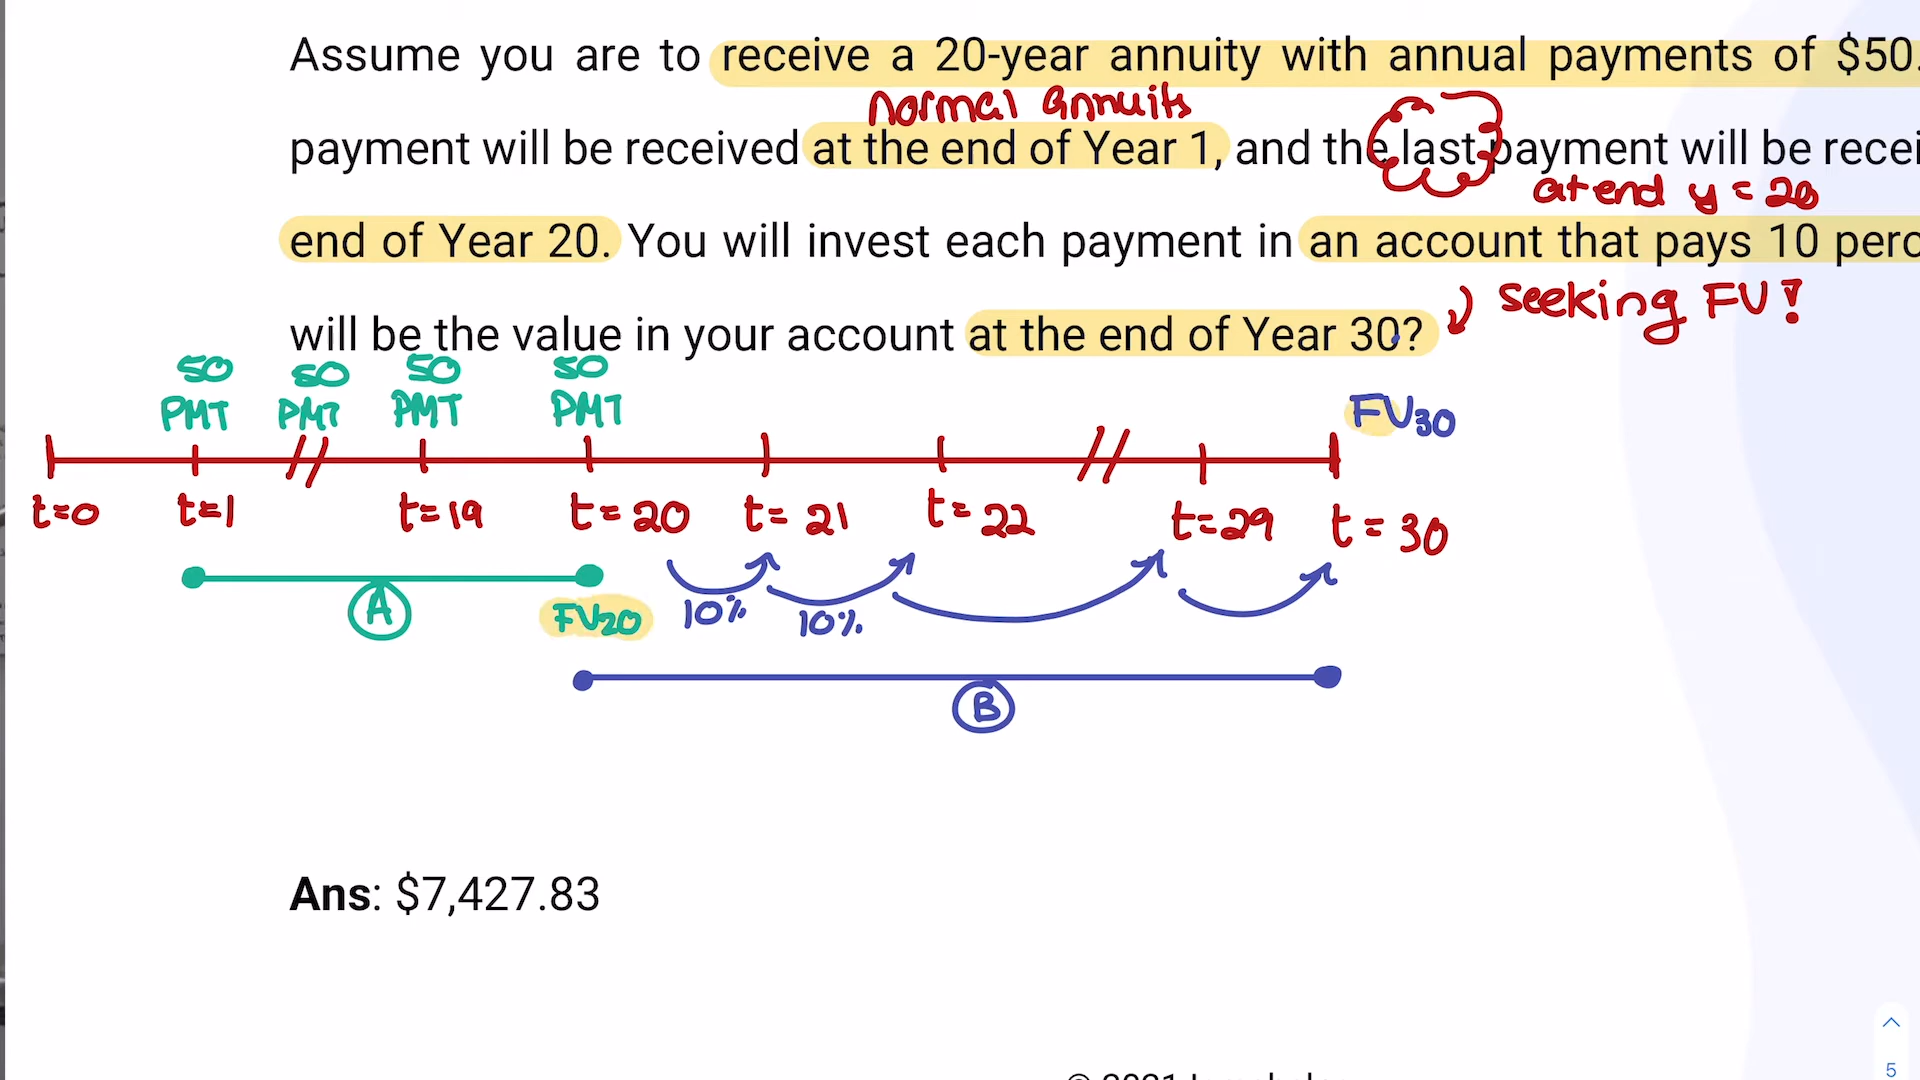 Assume you are to receive a 20-year annuity with annual payments of $50.
normal annuity
payment will be received at the end of Year 1, and the last payment will be recei
at end y = 20
end of Year 20. You will invest each payment in an account that pays 10 perc
seeking FV!
will be the value in your account at the end of Year 30?
50 50 50 50
PMT PMT PMT PMT FV30
t=0 t=1 t=19 t=20 t=21 t=22 t=29 t=30
A FV20 10% 10%
B
Ans: $7,427.83
5